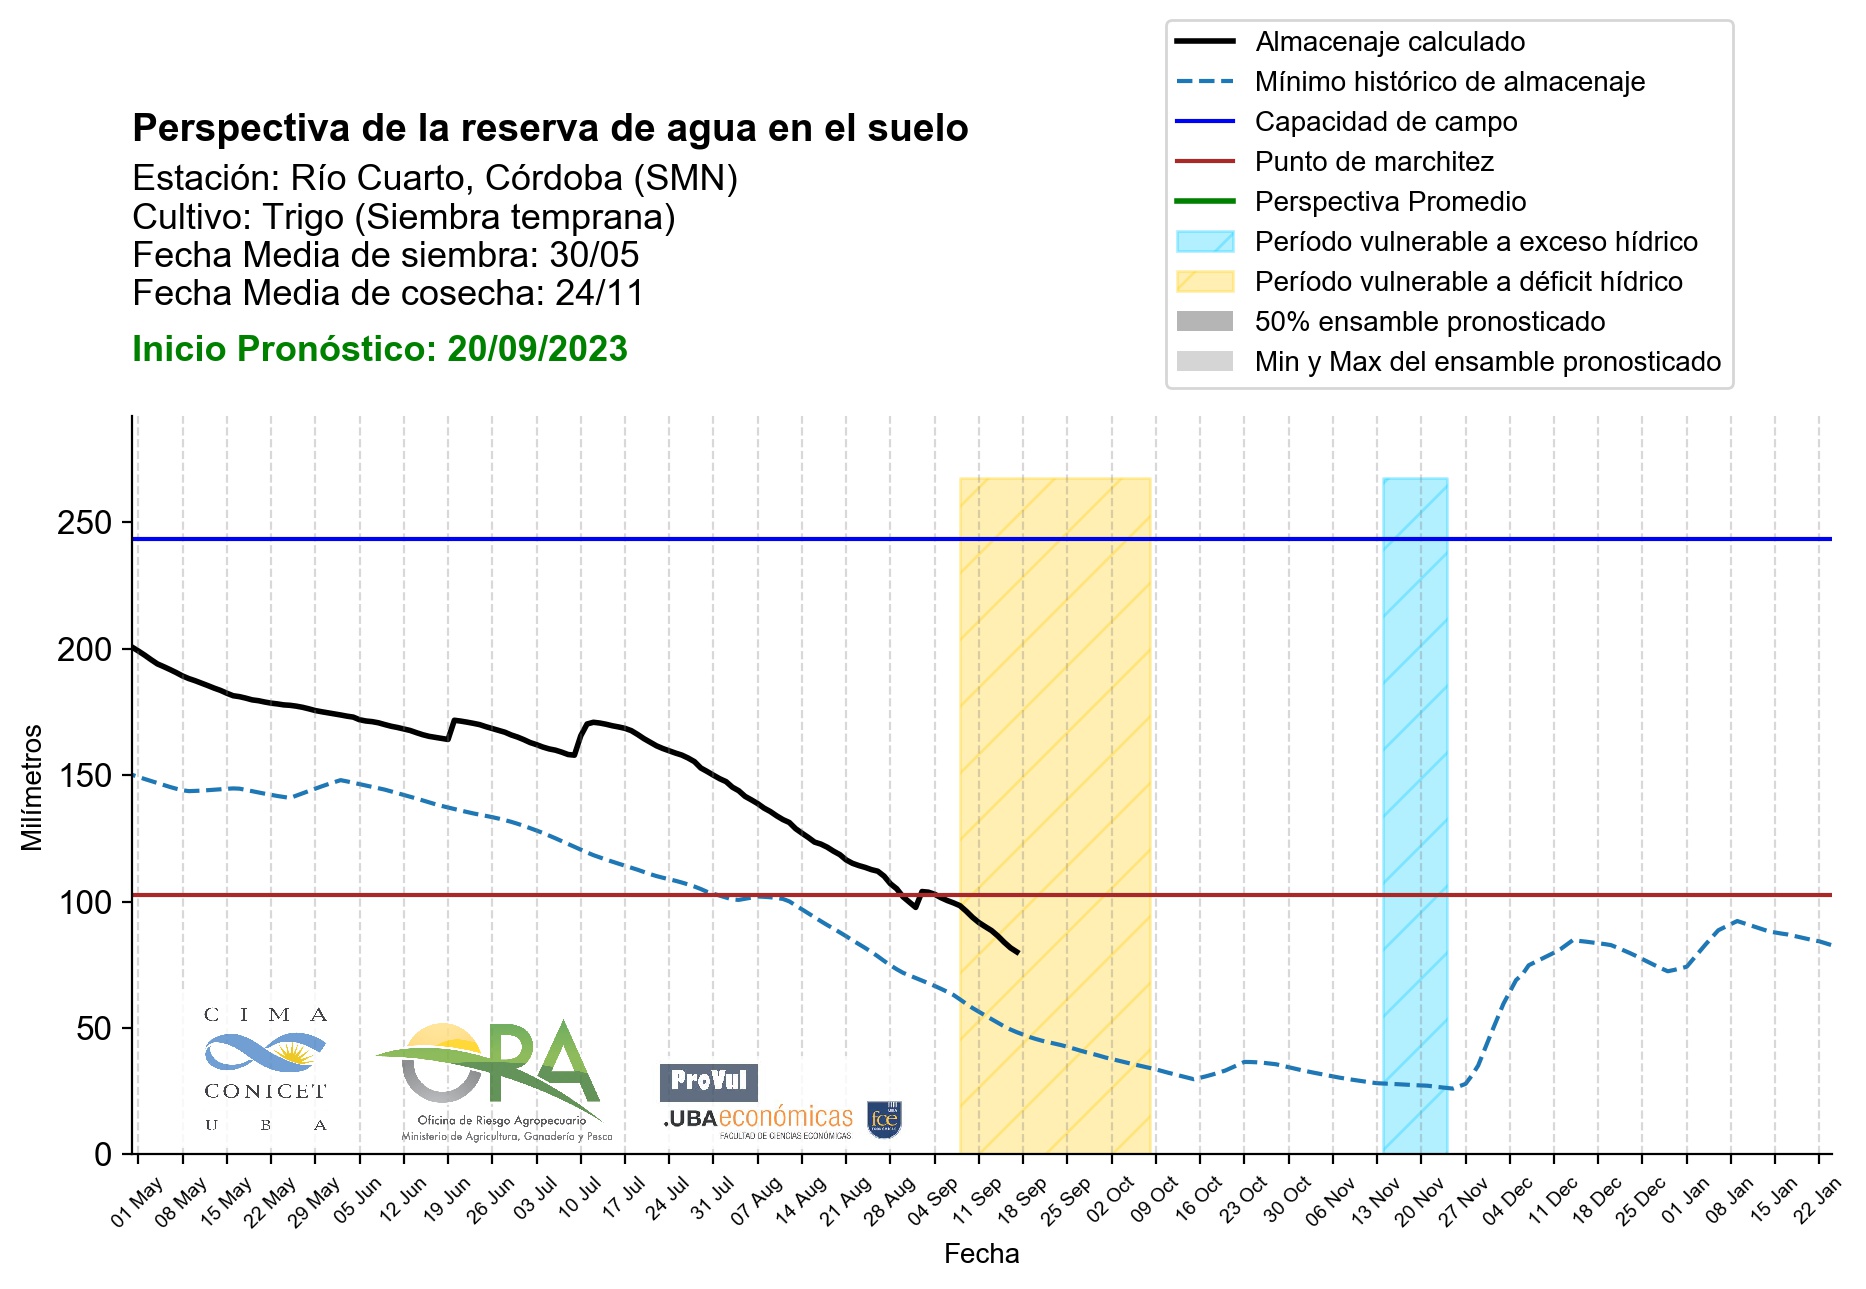 Almacenaje calculado
Mínimo histórico de almacenaje
Capacidad de campo
Punto de marchitez
Perspectiva Promedio
Período vulnerable a exceso hídrico
Período vulnerable a déficit hídrico
50% ensamble pronosticado
Min y Max del ensamble pronosticado
Perspectiva de la reserva de agua en el suelo
Estación: Río Cuarto, Córdoba (SMN)
Cultivo: Trigo (Siembra temprana)
Fecha Media de siembra: 30/05
Fecha Media de cosecha: 24/11
Inicio Pronóstico: 20/09/2023
Milímetros
250
200
150
100
50
0
CIMA
CONICET
UBA
ORA
Oficina de Riesgo Agropecuario
Ministerio de Agricultura, Ganadería y Pesca
ProVul
.UBAeconómicas
FACULTAD DE CIENCIAS ECONÓMICAS
fce
01 May
08 May
15 May
22 May
29 May
05 Jun
12 Jun
19 Jun
26 Jun
03 Jul
10 Jul
17 Jul
24 Jul
31 Jul
07 Aug
14 Aug
21 Aug
28 Aug
04 Sep
11 Sep
18 Sep
25 Sep
02 Oct
09 Oct
16 Oct
23 Oct
30 Oct
06 Nov
13 Nov
20 Nov
27 Nov
04 Dec
11 Dec
18 Dec
25 Dec
01 Jan
08 Jan
15 Jan
22 Jan
Fecha